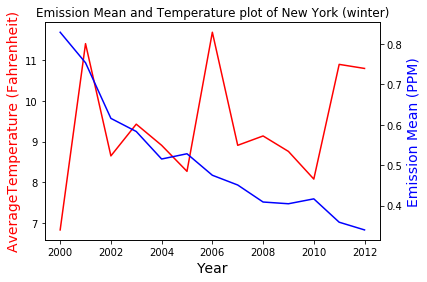 Emission Mean and Temperature plot of New York (winter)
AverageTemperature (Fahrenheit)
11
10
9
8
7
0.8
0.7
0.6
0.5
0.4
Emission Mean (PPM)
2000 2002 2004 2006 2008 2010 2012
Year